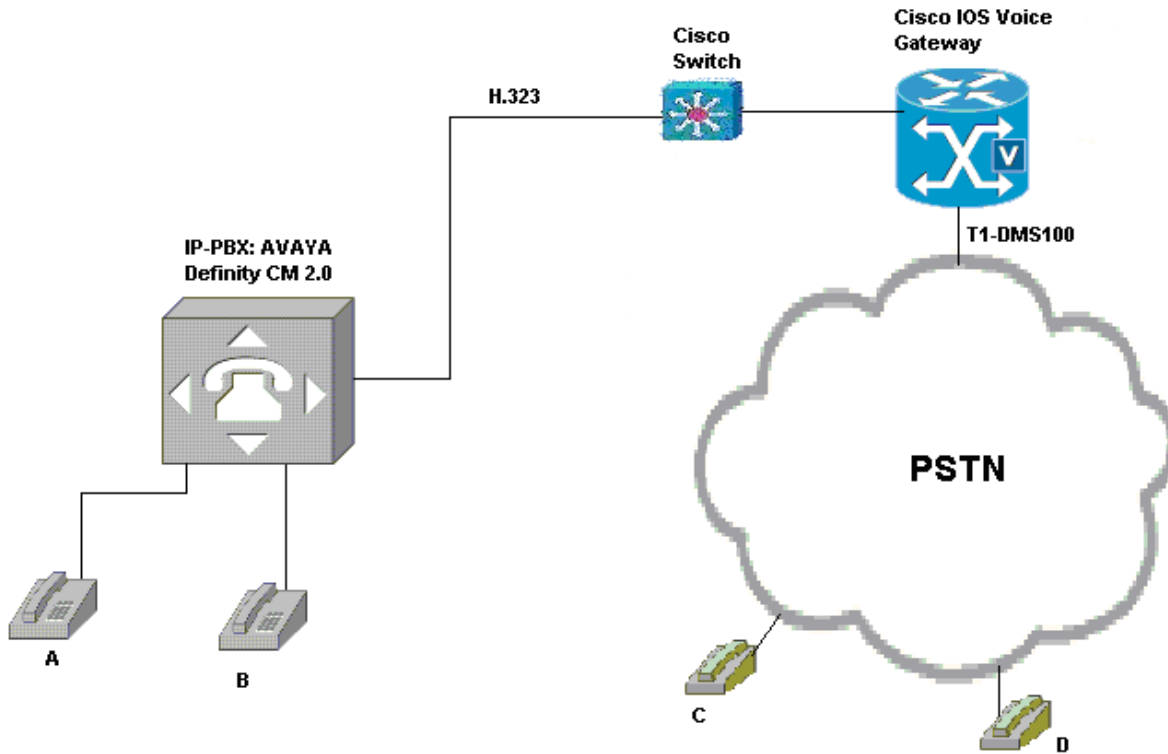 Cisco IOS Voice
Gateway
Cisco
Switch
H.323
V
T1-DMS100
IP-PBX: AVAYA
Definity CM 2.0
PSTN
A
B
C
D